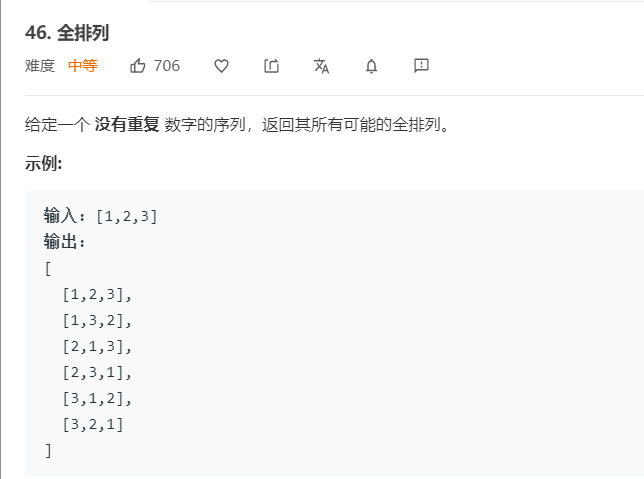 46. 全排列
难度 中等 706
给定一个 没有重复 数字的序列，返回其所有可能的全排列。
示例:
输入: [1,2,3]
输出:
[
  [1,2,3],
  [1,3,2],
  [2,1,3],
  [2,3,1],
  [3,1,2],
  [3,2,1]
]